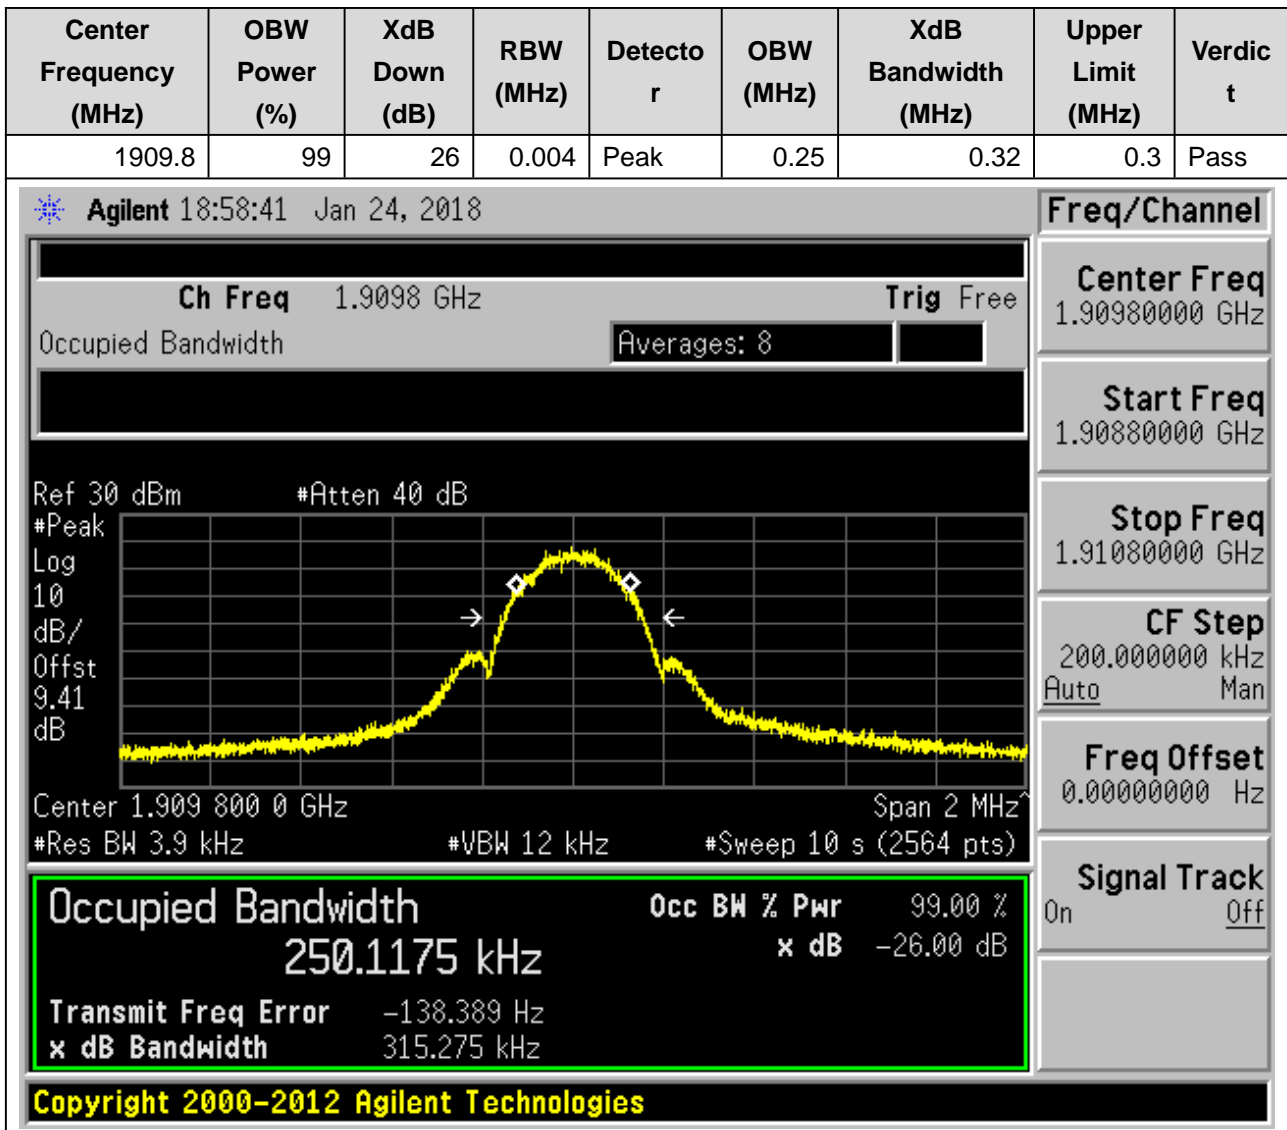 Center Frequency (MHz) OBW Power (%) XdB Down (dB) RBW (MHz) Detecto r OBW (MHz) XdB Bandwidth (MHz) Upper Limit (MHz) Verdic t
1909.8 99 26 0.004 Peak 0.25 0.32 0.3 Pass
Agilent 18:58:41 Jan 24, 2018
Freq/Channel
Ch Freq 1.9098 GHz Trig Free
Occupied Bandwidth Averages: 8
Center Freq
1.90980000 GHz
Start Freq
1.90880000 GHz
Stop Freq
1.91080000 GHz
CF Step
200.000000 kHz
Auto Man
Freq Offset
0.00000000 Hz
Signal Track
On Off
Ref 30 dBm #Atten 40 dB
#Peak
Log
10
dB/
Offst
9.41
dB
Center 1.909 800 0 GHz Span 2 MHz^
#Res BW 3.9 kHz #VBW 12 kHz #Sweep 10 s (2564 pts)
Occupied Bandwidth Occ BW % Pwr 99.00 %
250.1175 kHz x dB -26.00 dB
Transmit Freq Error -138.389 Hz
x dB Bandwidth 315.275 kHz
Copyright 2000-2012 Agilent Technologies